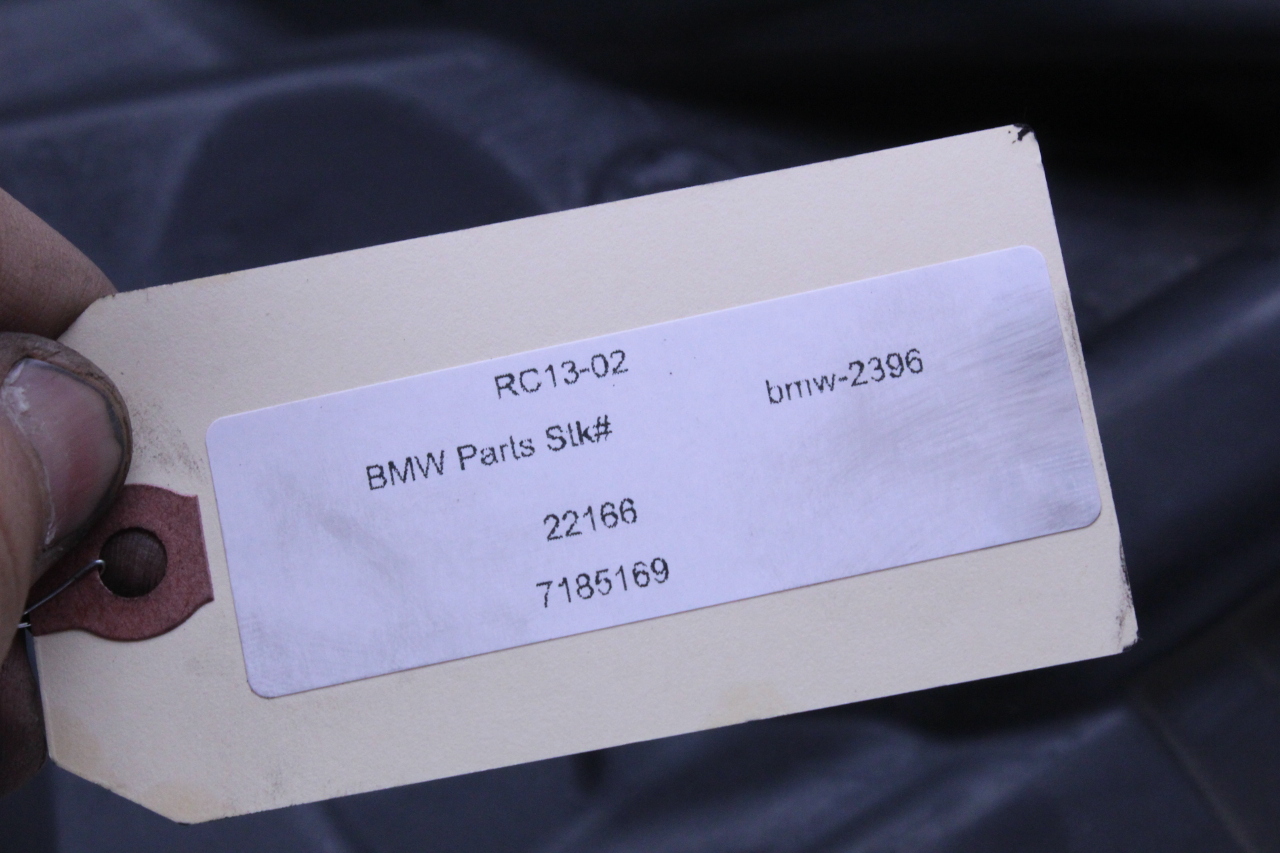 RC13-02
bmw-2396
BMW Parts Stk#
22166
7185169